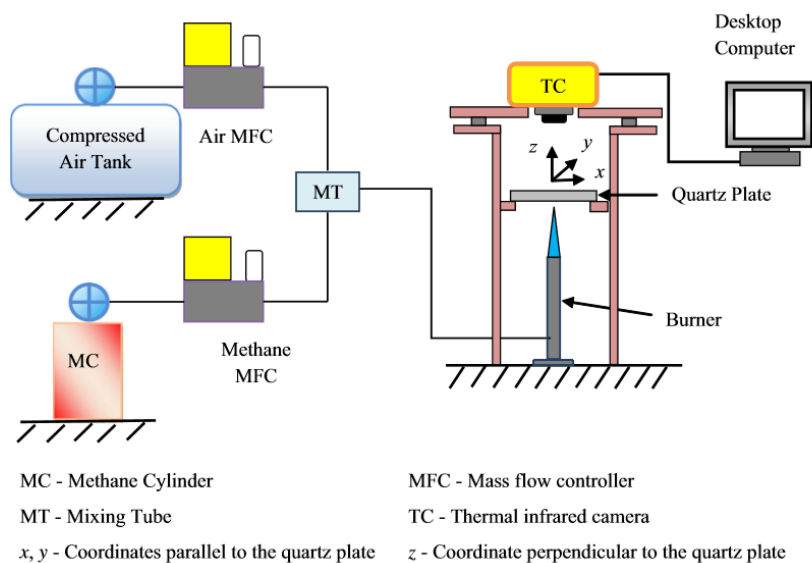 Desktop
Computer
TC
Compressed
Air Tank
Air MFC
z
y
x
MT
Quartz Plate
Burner
MC
Methane
MFC
MC - Methane Cylinder
MFC - Mass flow controller
MT - Mixing Tube
TC - Thermal infrared camera
x, y - Coordinates parallel to the quartz plate
z - Coordinate perpendicular to the quartz plate